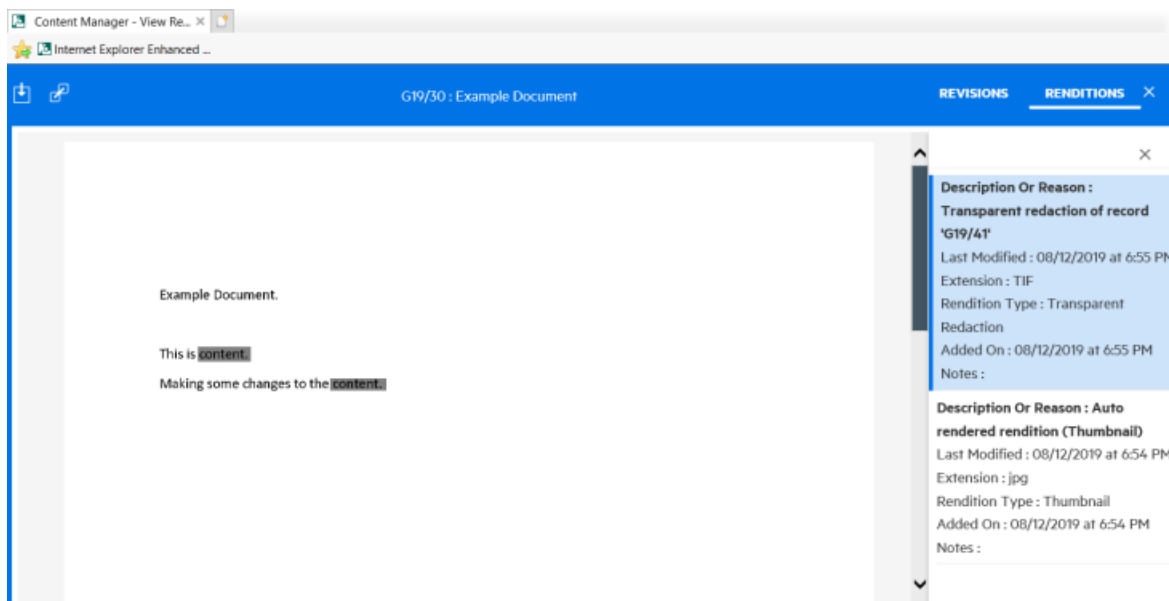 Content Manager - View Re...
Internet Explorer Enhanced ...
G19/30 : Example Document
REVISIONS
RENDITIONS
Example Document.
This is content.
Making some changes to the content.
Description Or Reason :
Transparent redaction of record
'G19/41'
Last Modified : 08/12/2019 at 6:55 PM
Extension : TIF
Rendition Type : Transparent
Redaction
Added On : 08/12/2019 at 6:55 PM
Notes :
Description Or Reason : Auto
rendered rendition (Thumbnail)
Last Modified : 08/12/2019 at 6:54 PM
Extension : jpg
Rendition Type : Thumbnail
Added On : 08/12/2019 at 6:54 PM
Notes :